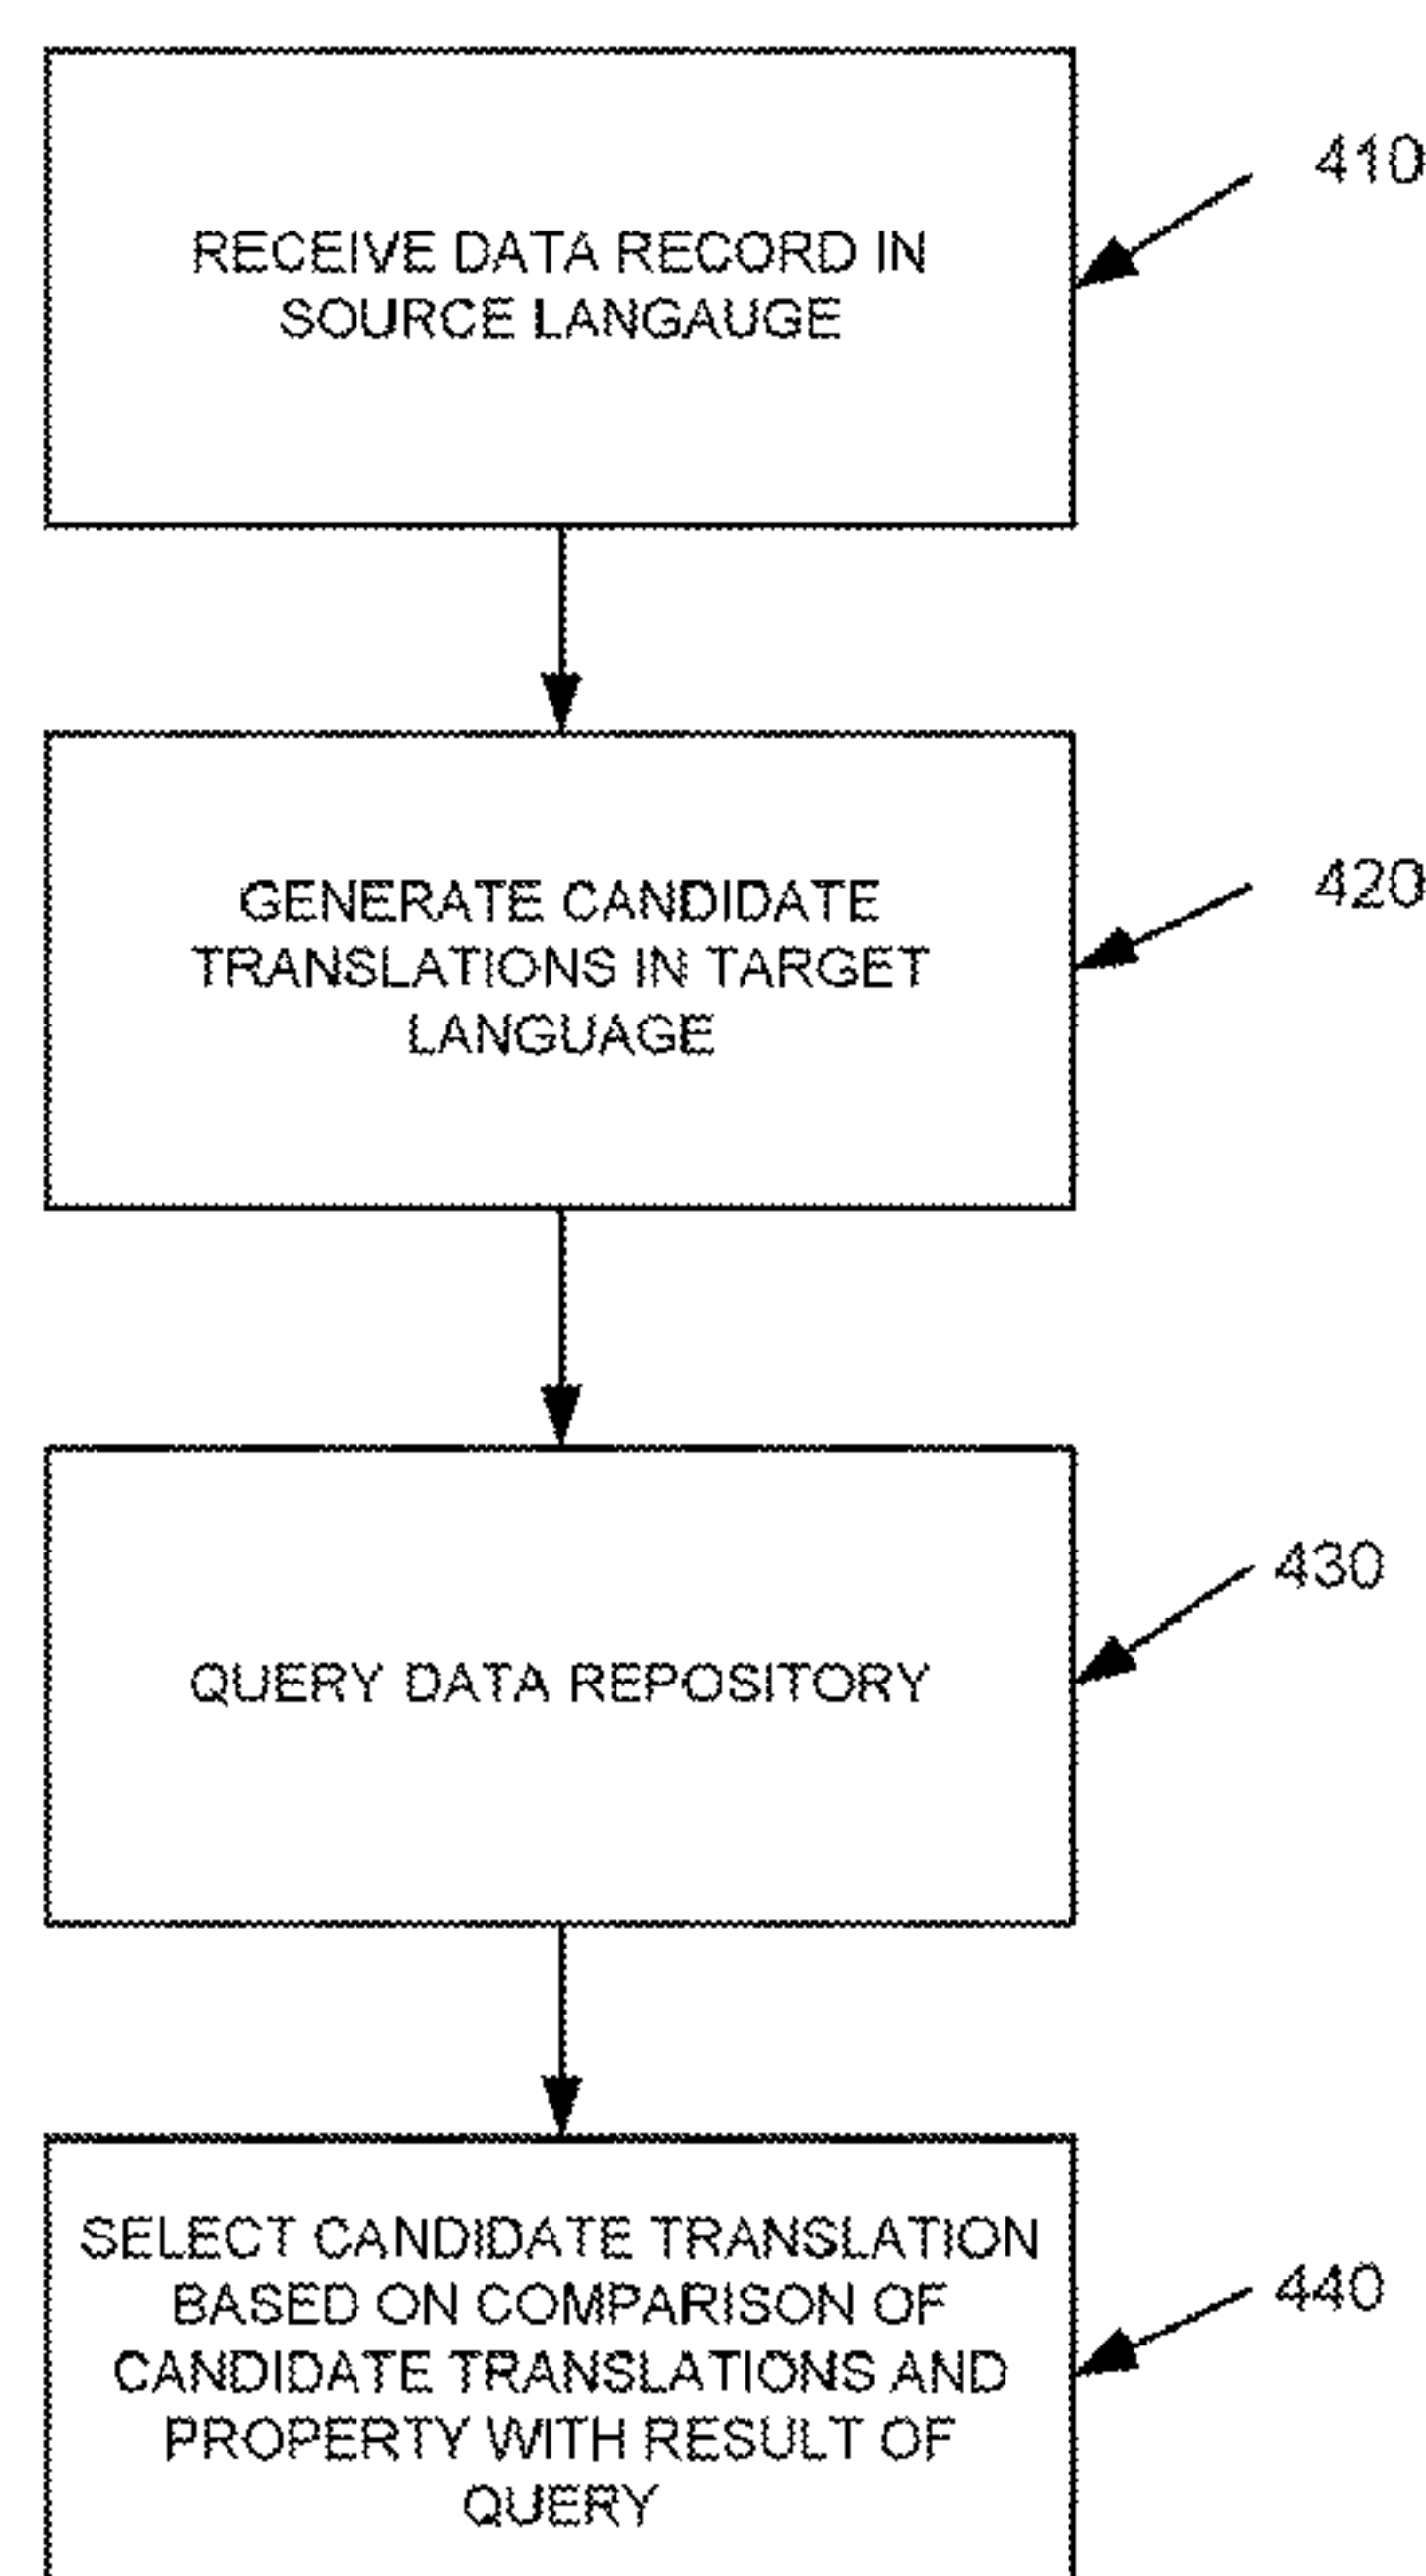 RECEIVE DATA RECORD IN
SOURCE LANGAUGE
410
GENERATE CANDIDATE
TRANSLATIONS IN TARGET
LANGUAGE
420
QUERY DATA REPOSITORY
430
SELECT CANDIDATE TRANSLATION
BASED ON COMPARISON OF
CANDIDATE TRANSLATIONS AND
PROPERTY WITH RESULT OF
QUERY
440